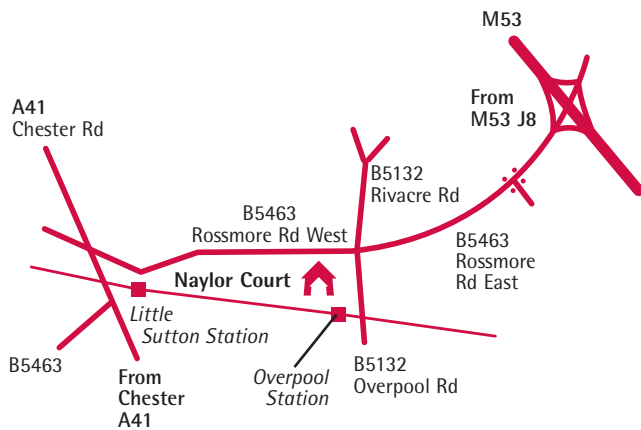 M53
From
M53 J8
A41
Chester Rd
B5132
Rivacre Rd
B5463
Rossmore Rd West
B5463
Rossmore
Rd East
Naylor Court
Little
Sutton Station
B5463
From
Chester
A41
Overpool
Station
B5132
Overpool Rd